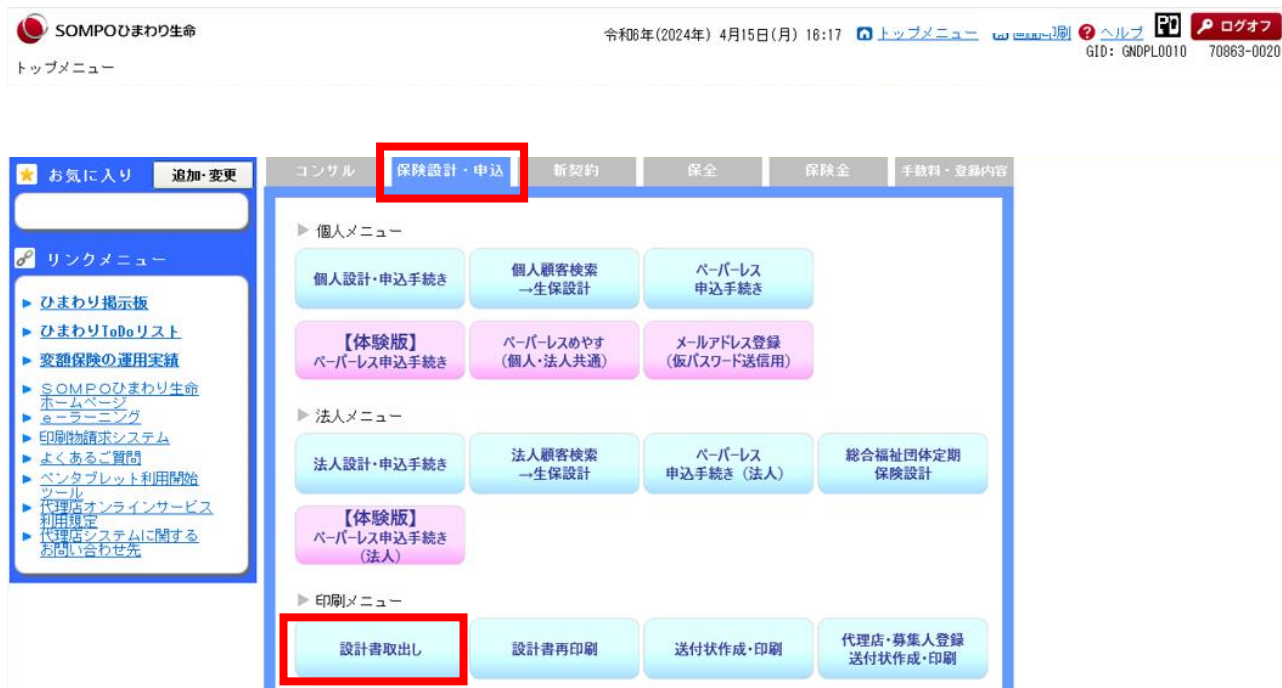 SOMPOひまわり生命
令和6年(2024年) 4月15日(月) 16:17 トップメニュー ヘルプ PD ログオフ
GID: GNDPL0010 70863-0020
トップメニュー
お気に入り 追加・変更
コンサル 保険設計・申込 新契約 保全 保険金 手数料・登録内容
リンクメニュー
ひまわり掲示板
ひまわりToDoリスト
変額保険の運用実績
SOMPOひまわり生命
ホームページ
e-ラーニング
印刷物請求システム
よくあるご質問
ペンタブレット利用開始
ツール
代理店オンラインサービス
利用規定
代理店システムに関する
お問い合わせ先
個人メニュー
個人設計・申込手続き
個人顧客検索
→生保設計
ペーパーレス
申込手続き
【体験版】
ペーパーレス申込手続き
ペーパーレスめやす
(個人・法人共通)
メールアドレス登録
(仮パスワード送信用)
法人メニュー
法人設計・申込手続き
法人顧客検索
→生保設計
ペーパーレス
申込手続き(法人)
総合福祉団体定期
保険設計
【体験版】
ペーパーレス申込手続き
(法人)
印刷メニュー
設計書取出し
設計書再印刷
送付状作成・印刷
代理店・募集人登録
送付状作成・印刷